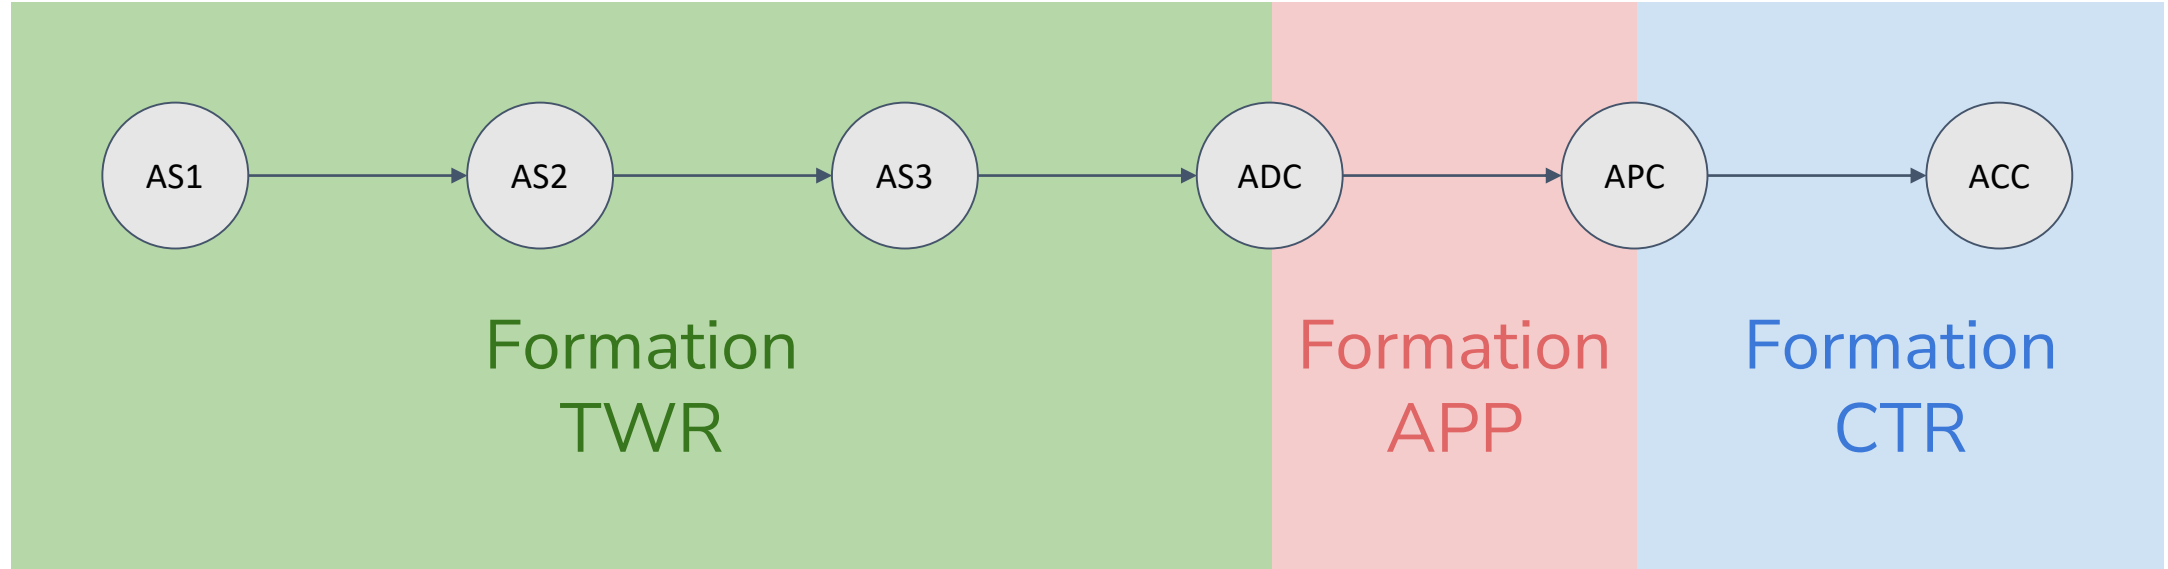 AS1
AS2
AS3
ADC
APC
ACC
Formation
TWR
Formation
APP
Formation
CTR